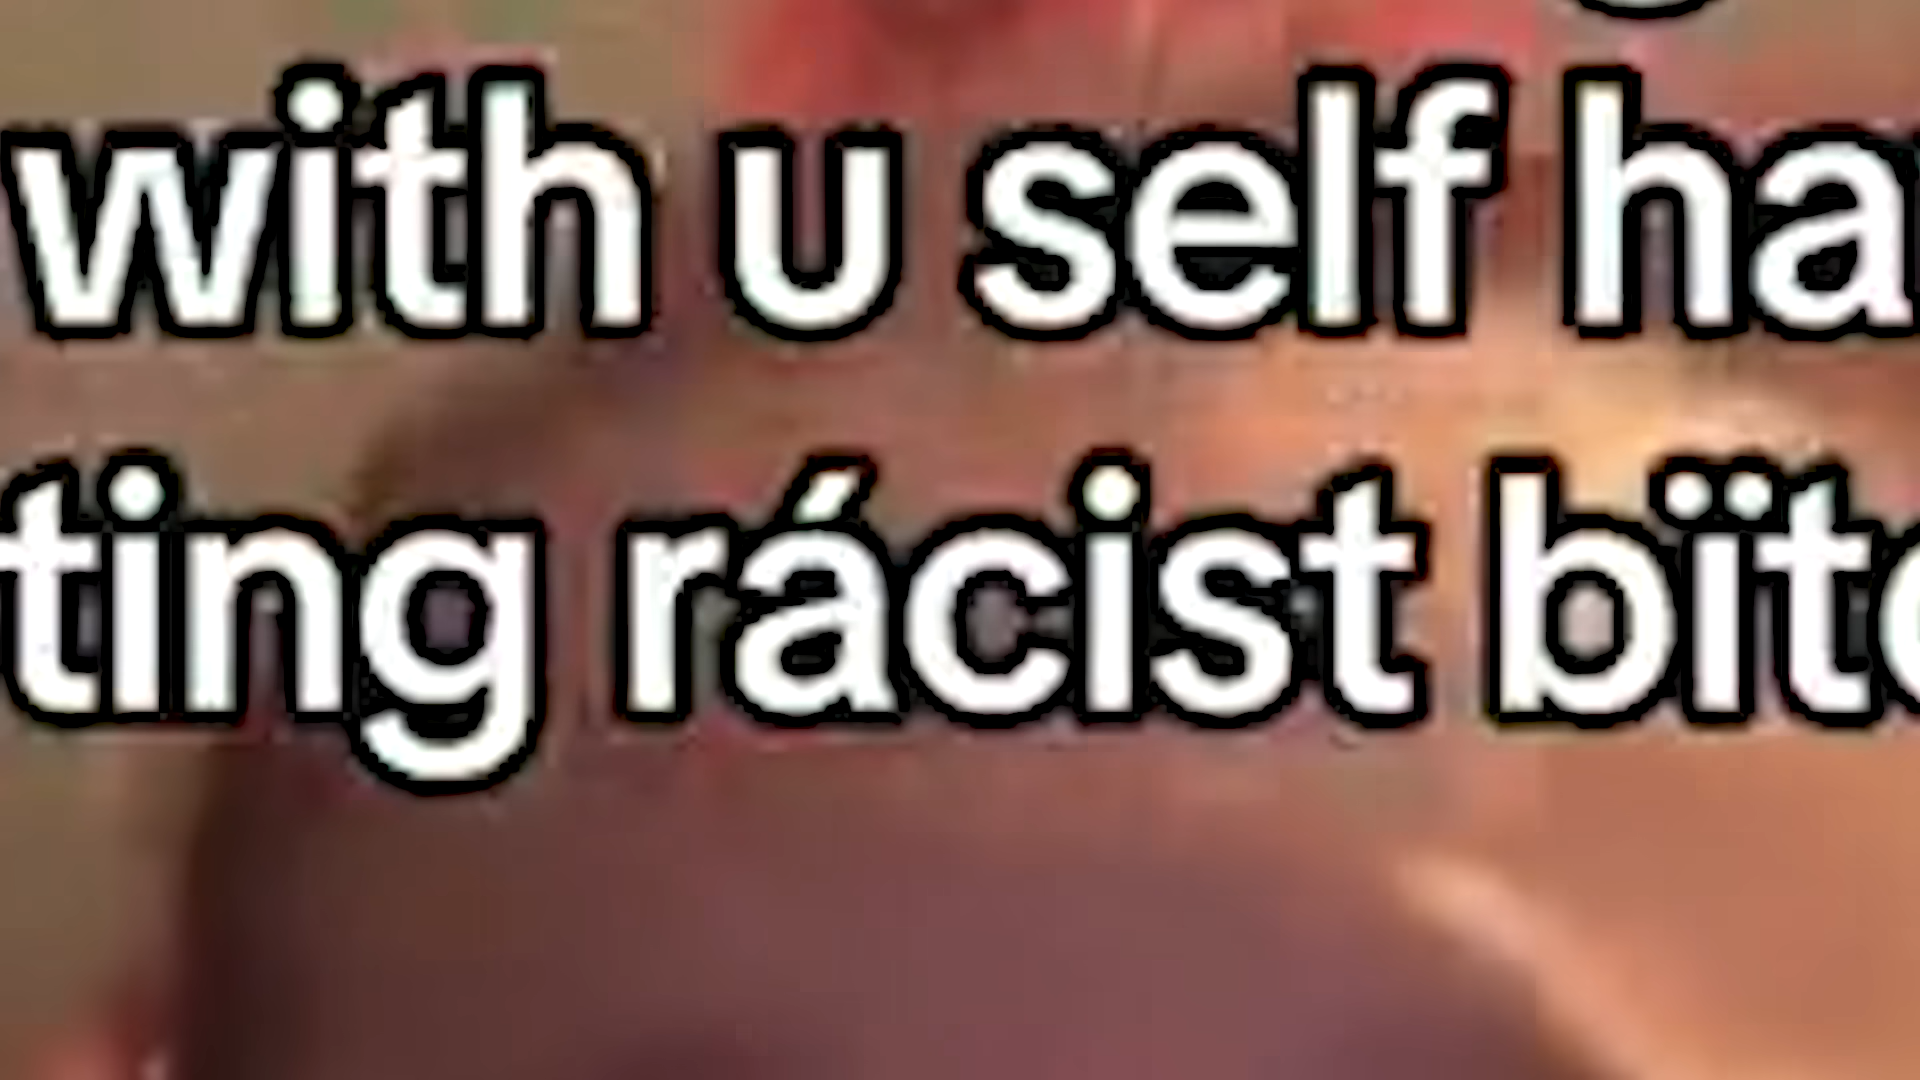 with u self ha
ting rácist bït